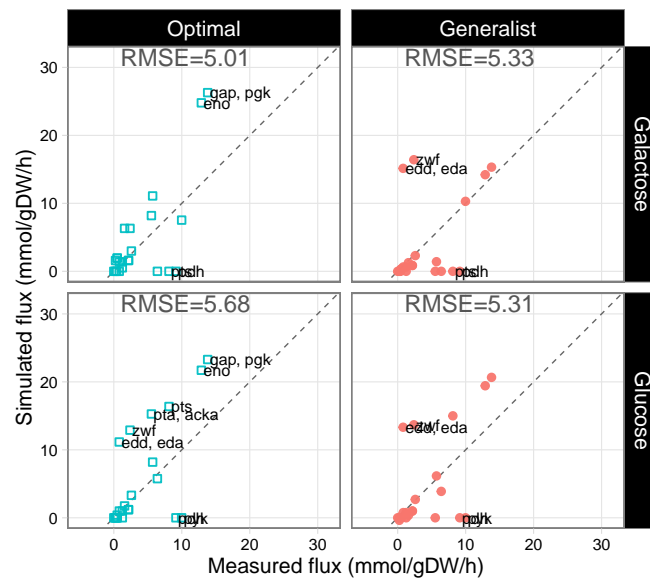 Optimal
Generalist
RMSE=5.01
RMSE=5.33
30
gap, pgk
eno
20
zwf
edd, eda
10
0
Galactose
RMSE=5.68
RMSE=5.31
30
gap, pgk
eno
20
pts
pta, acka
zwf
edd, eda
zwf
edd, eda
10
0
Glucose
0
10
20
30
0
10
20
30
Simulated flux (mmol/gDW/h)
Measured flux (mmol/gDW/h)